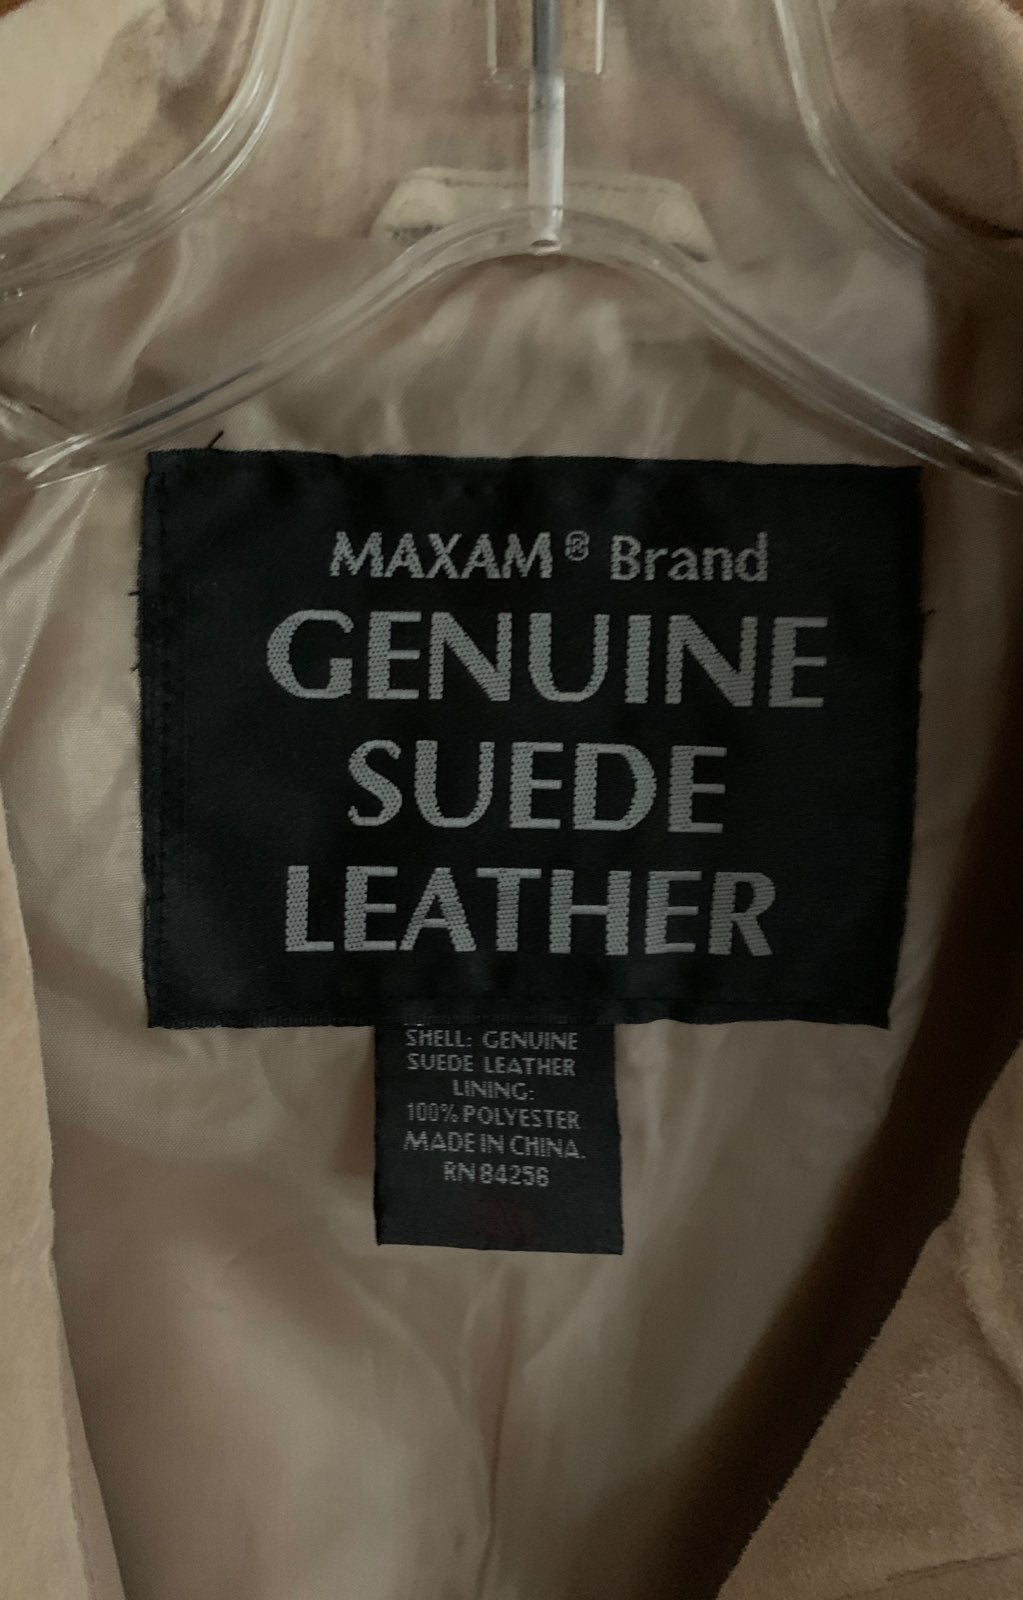 MAXAM® Brand
GENUINE
SUEDE
LEATHER
SHELL: GENUINE
SUEDE LEATHER
LINING:
100% POLYESTER
MADE IN CHINA.
RN 84256